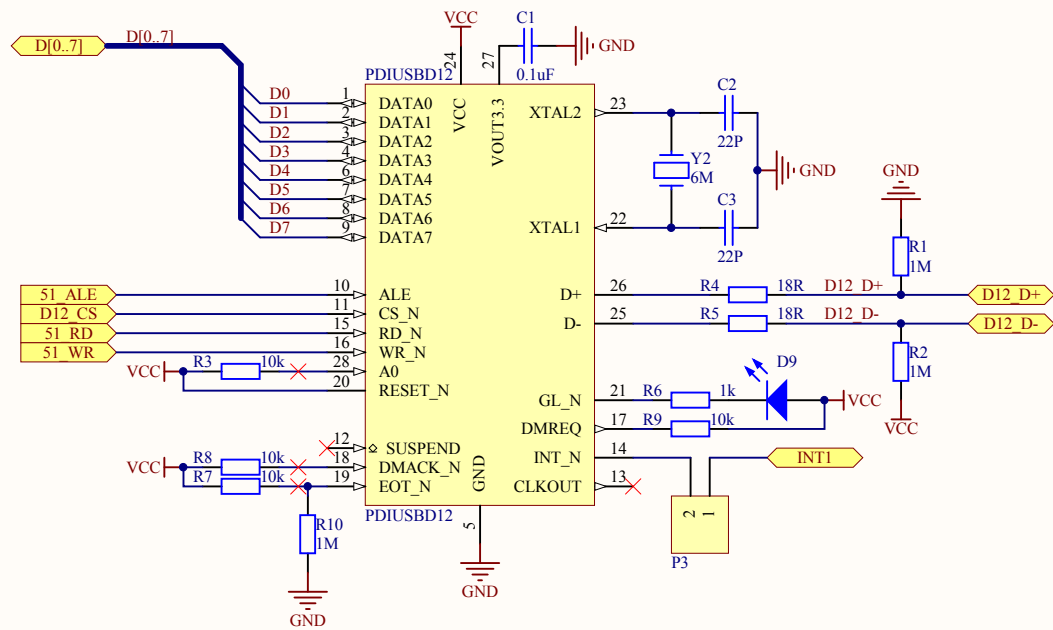 VCC C1
D[0..7] D[0..7] GND
24 27 0.1uF
PDIUSBD12
D0 1 DATA0 VCC VOUT3.3 XTAL2 23 C2
D1 2 DATA1
D2 3 DATA2 22P
D3 4 DATA3 Y2
D4 6 DATA4 6M GND GND
D5 7 DATA5 C3
D6 8 DATA6
D7 9 DATA7 XTAL1 22
22P R1
1M
51_ALE 10 ALE D+ 26 R4 18R D12_D+ D12_D+
D12_CS 11 CS_N
51_RD 15 RD_N D- 25 R5 18R D12_D- D12_D-
51_WR 16 WR_N
R3 10k R2
VCC 28 A0 D9 1M
20 RESET_N
GL_N 21 R6 1k VCC
DMREQ 17 R9 10k VCC
12 SUSPEND
R8 10k INT_N 14 INT1
VCC 18 DMACK_N GND
R7 10k 19 EOT_N CLKOUT 13
PDIUSBD12 2 1
R10 5
1M P3
GND
GND